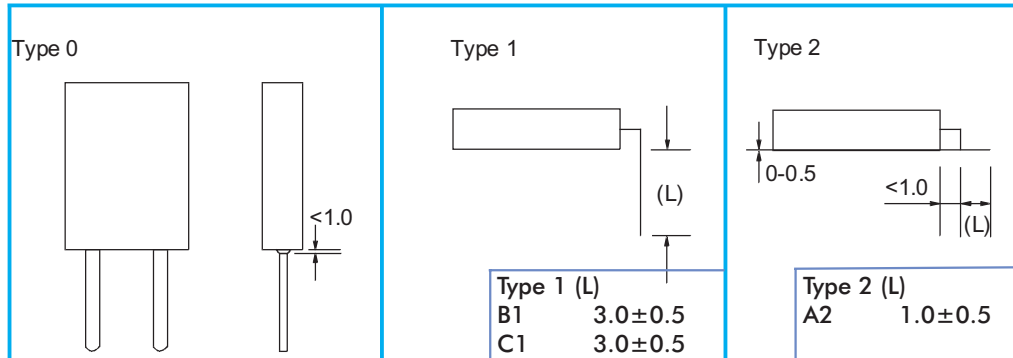 Type 0
<1.0
Type 1
(L)
Type 1 (L)
B1 3.0±0.5
C1 3.0±0.5
Type 2
0-0.5
<1.0
(L)
Type 2 (L)
A2 1.0±0.5